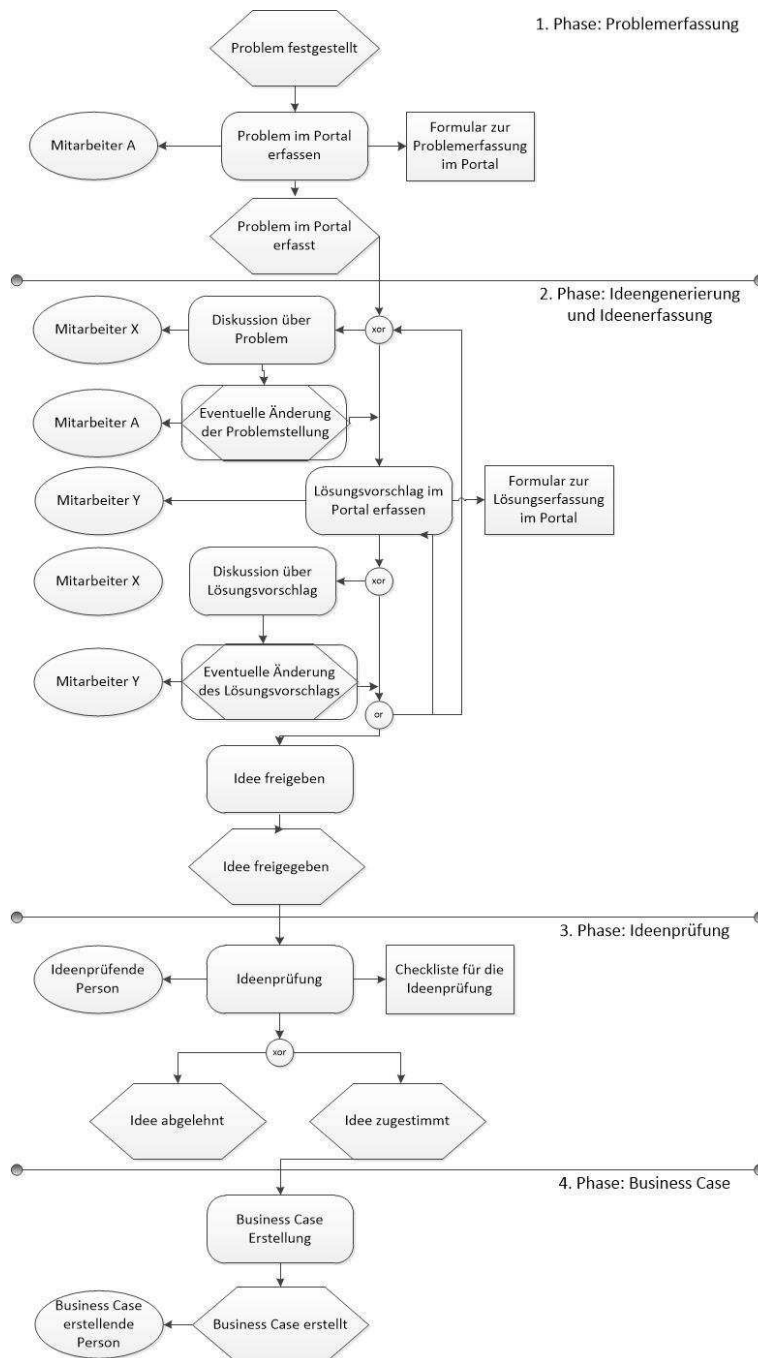 1. Phase: Problemerfassung
Problem festgestellt
Mitarbeiter A
Problem im Portal
erfassen
Formular zur
Problemerfassung
im Portal
Problem im Portal
erfasst
2. Phase: Ideengenerierung
und Ideenerfassung
Mitarbeiter X
Diskussion über
Problem
xor
Mitarbeiter A
Eventuelle Änderung
der Problemstellung
Mitarbeiter Y
Lösungsvorschlag im
Portal erfassen
Formular zur
Lösungserfassung
im Portal
Mitarbeiter X
Diskussion über
Lösungsvorschlag
xor
Mitarbeiter Y
Eventuelle Änderung
des Lösungsvorschlags
or
Idee freigeben
Idee freigegeben
3. Phase: Ideenprüfung
Ideenprüfende
Person
Ideenprüfung
Checkliste für die
Ideenprüfung
xor
Idee abgelehnt
Idee zugestimmt
4. Phase: Business Case
Business Case
Erstellung
Business Case
erstellende
Person
Business Case erstellt